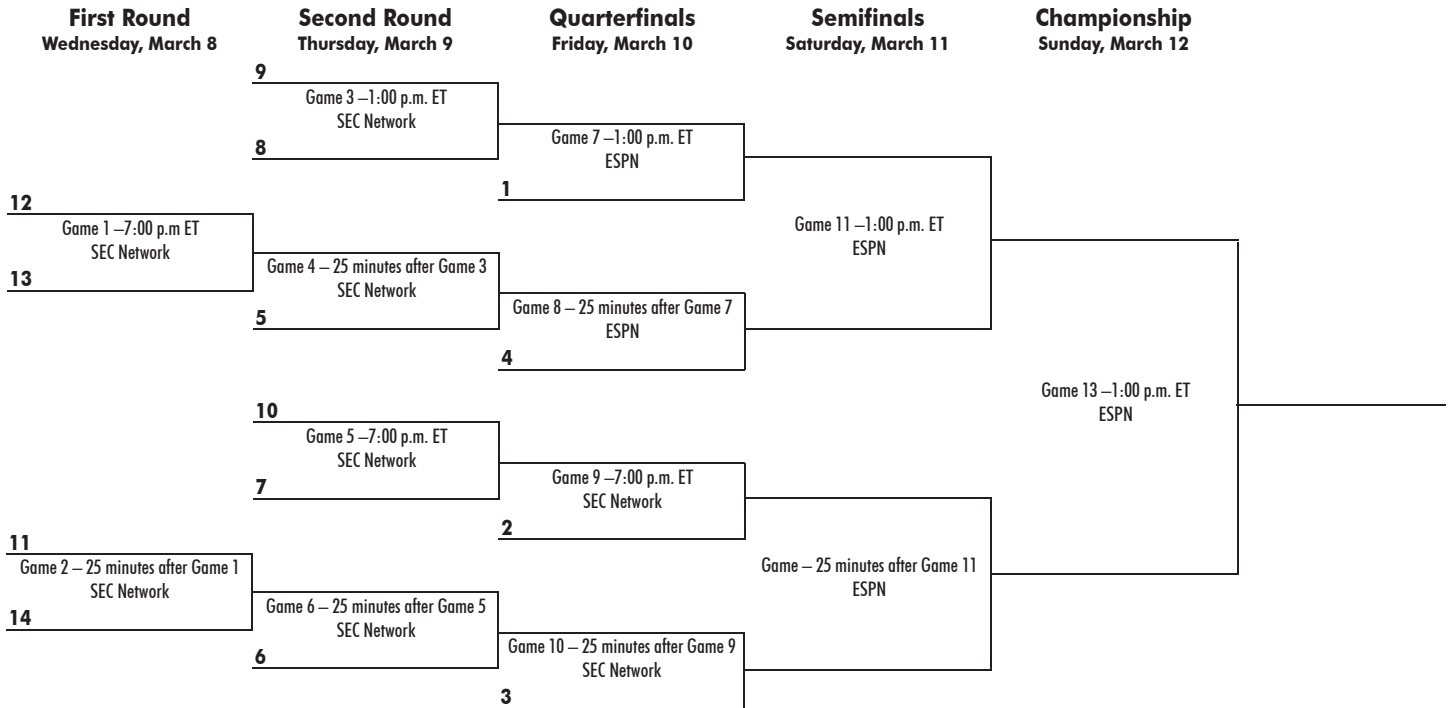 First Round
Wednesday, March 8
Second Round
Thursday, March 9
Quarterfinals
Friday, March 10
Semifinals
Saturday, March 11
Championship
Sunday, March 12
9
Game 3 –1:00 p.m. ET
SEC Network
8
Game 7 –1:00 p.m. ET
ESPN
1
12
Game 1 –7:00 p.m ET
SEC Network
13
Game 11 –1:00 p.m. ET
ESPN
Game 4 – 25 minutes after Game 3
SEC Network
5
Game 8 – 25 minutes after Game 7
ESPN
4
Game 13 –1:00 p.m. ET
ESPN
10
Game 5 –7:00 p.m. ET
SEC Network
7
Game 9 –7:00 p.m. ET
SEC Network
2
11
Game 2 – 25 minutes after Game 1
SEC Network
14
Game – 25 minutes after Game 11
ESPN
Game 6 – 25 minutes after Game 5
SEC Network
6
Game 10 – 25 minutes after Game 9
SEC Network
3